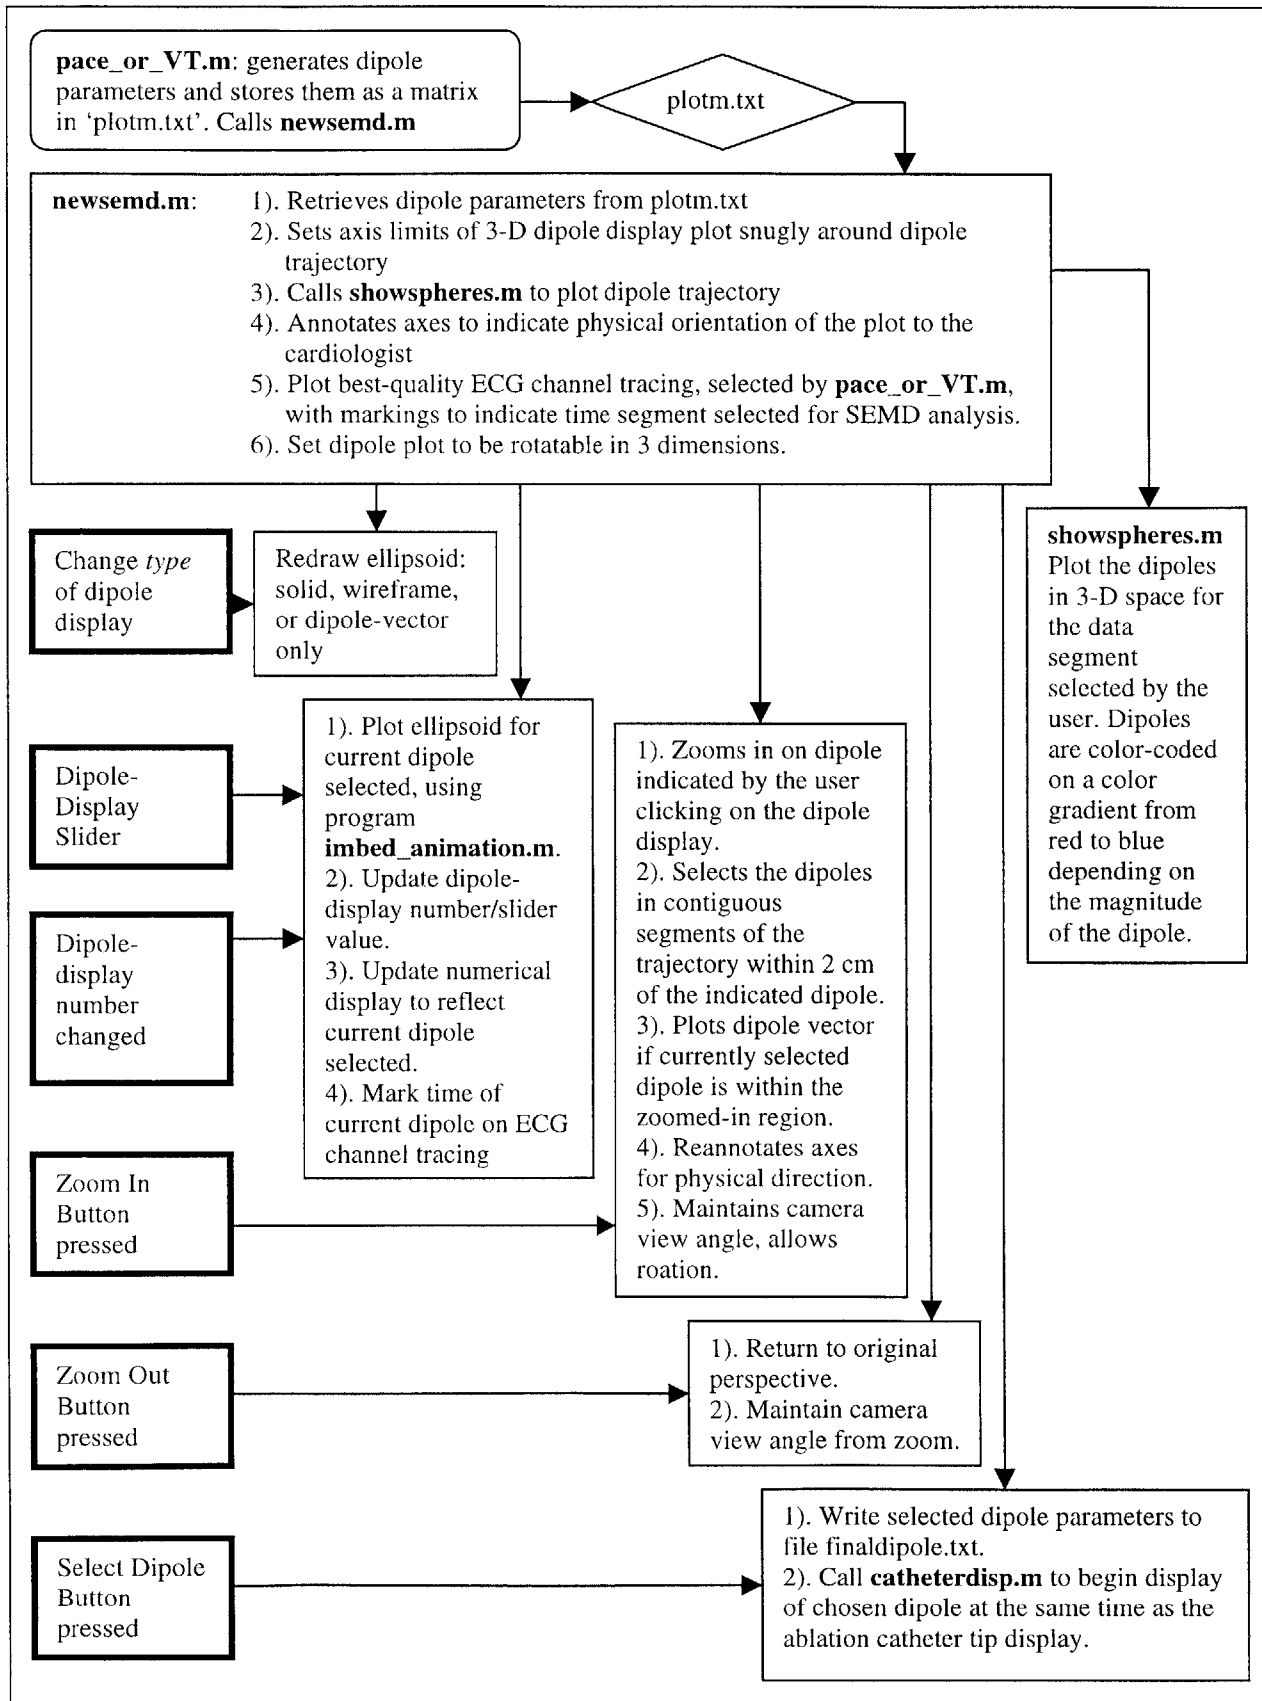 pace_or_VT.m: generates dipole
parameters and stores them as a matrix
in ‘plotm.txt’. Calls newsemd.m
plotm.txt
newsemd.m: 1). Retrieves dipole parameters from plotm.txt
2). Sets axis limits of 3-D dipole display plot snugly around dipole
trajectory
3). Calls showspheres.m to plot dipole trajectory
4). Annotates axes to indicate physical orientation of the plot to the
cardiologist
5). Plot best-quality ECG channel tracing, selected by pace_or_VT.m,
with markings to indicate time segment selected for SEMD analysis.
6). Set dipole plot to be rotatable in 3 dimensions.
Change type
of dipole
display
Redraw ellipsoid:
solid, wireframe,
or dipole-vector
only
showspheres.m
Plot the dipoles
in 3-D space for
the data
segment
selected by the
user. Dipoles
are color-coded
on a color
gradient from
red to blue
depending on
the magnitude
of the dipole.
Dipole-
Display
Slider
Dipole-
display
number
changed
1). Plot ellipsoid for
current dipole
selected, using
program
imbed_animation.m.
2). Update dipole-
display number/slider
value.
3). Update numerical
display to reflect
current dipole
selected.
4). Mark time of
current dipole on ECG
channel tracing
Zoom In
Button
pressed
1). Zooms in on dipole
indicated by the user
clicking on the dipole
display.
2). Selects the dipoles
in contiguous
segments of the
trajectory within 2 cm
of the indicated dipole.
3). Plots dipole vector
if currently selected
dipole is within the
zoomed-in region.
4). Reannotates axes
for physical direction.
5). Maintains camera
view angle, allows
roation.
Zoom Out
Button
pressed
1). Return to original
perspective.
2). Maintain camera
view angle from zoom.
Select Dipole
Button
pressed
1). Write selected dipole parameters to
file finaldipole.txt.
2). Call catheterdisp.m to begin display
of chosen dipole at the same time as the
ablation catheter tip display.